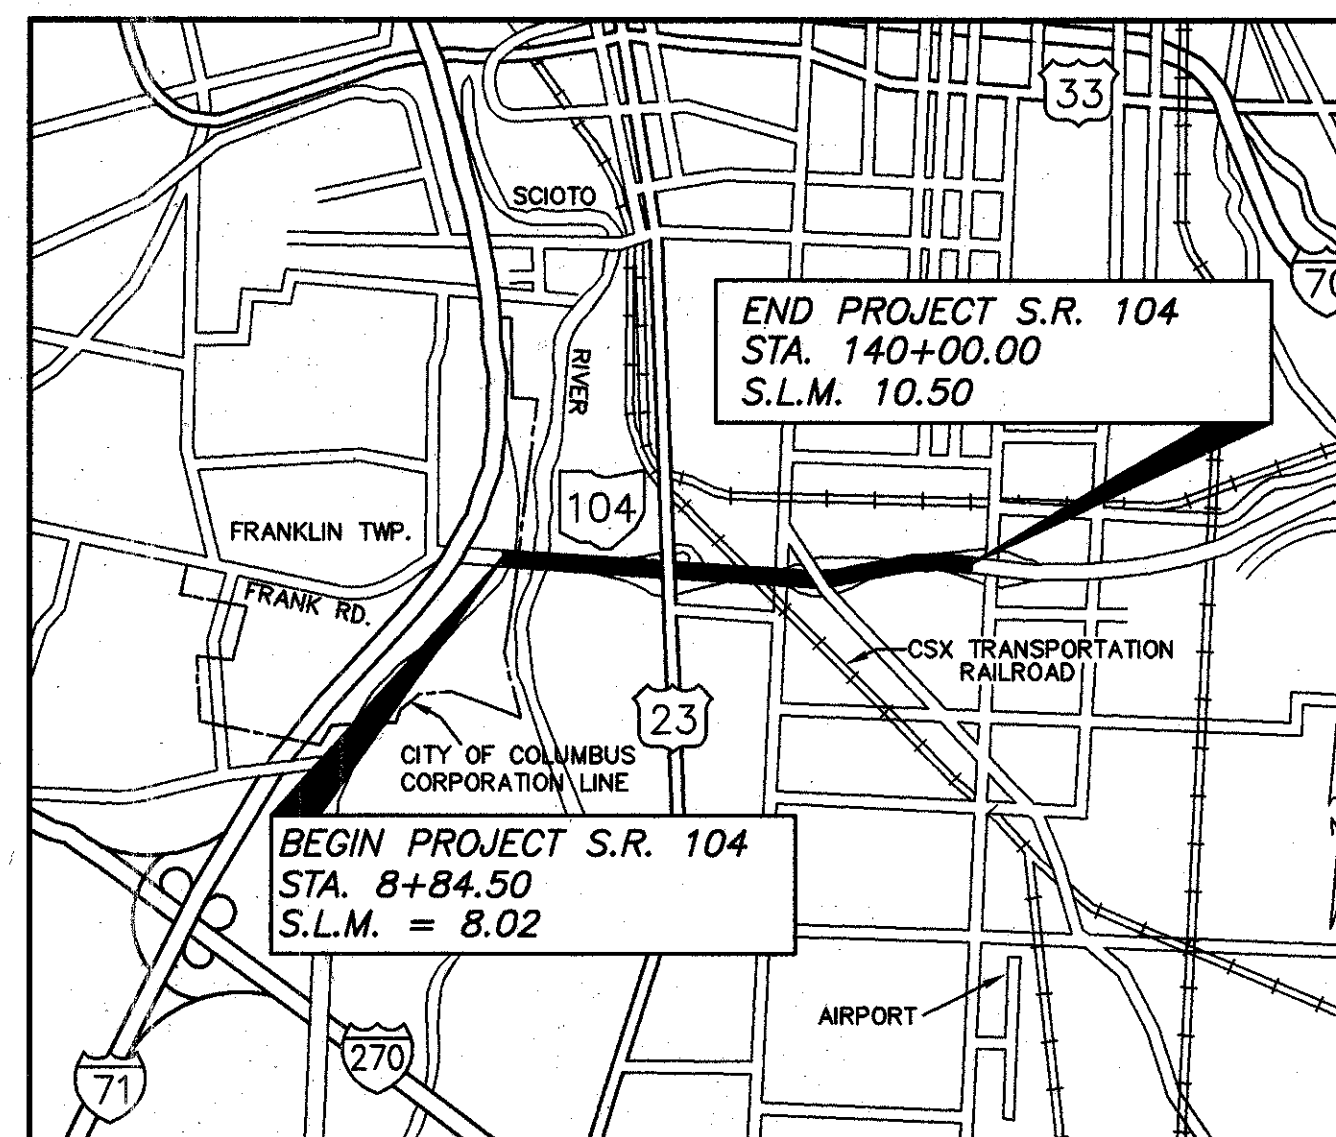 33
SCIOTO
70
END PROJECT S.R. 104
STA. 140+00.00
S.L.M. 10.50
RIVER
104
FRANKLIN TWP.
FRANK RD.
CSX TRANSPORTATION
RAILROAD
23
CITY OF COLUMBUS
CORPORATION LINE
BEGIN PROJECT S.R. 104
STA. 8+84.50
S.L.M. = 8.02
AIRPORT
270
71